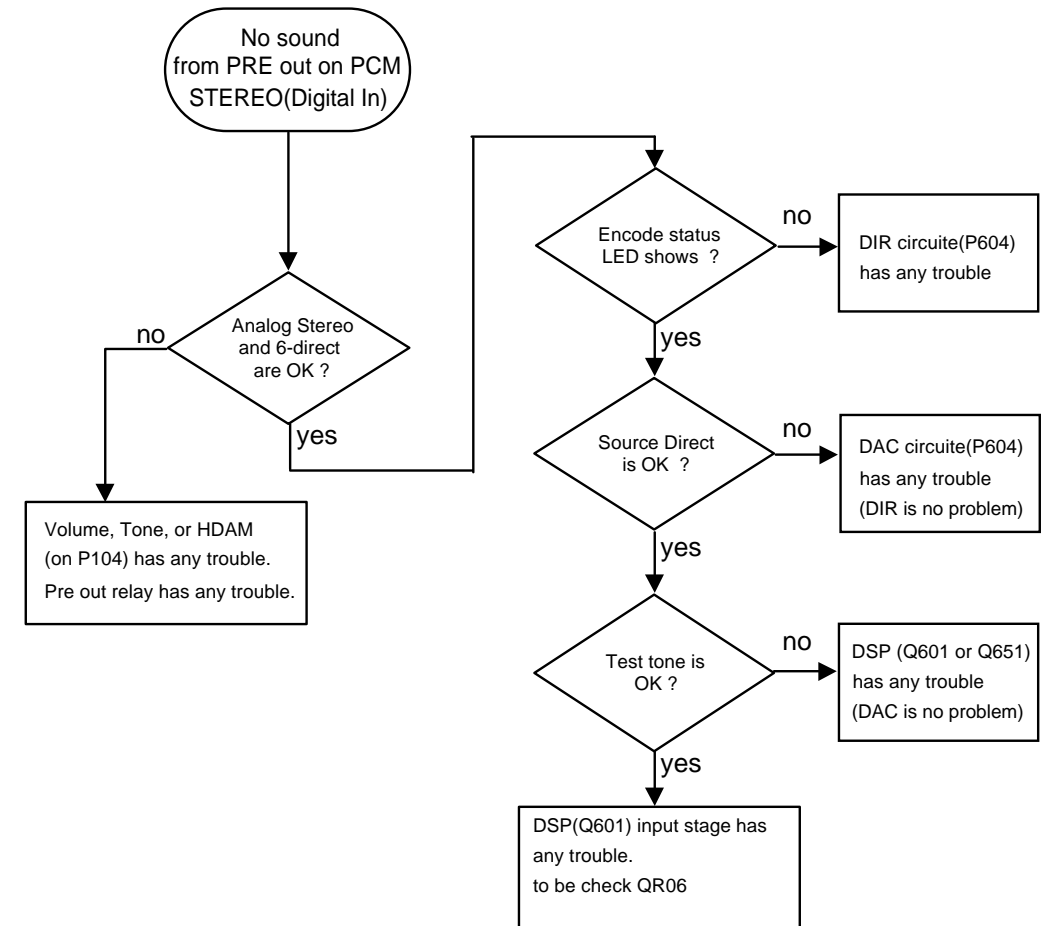 No sound
from PRE out on PCM
STEREO(Digital In)
Analog Stereo
and 6-direct
are OK ?
no
yes
Volume, Tone, or HDAM
(on P104) has any trouble.
Pre out relay has any trouble.
Encode status
LED shows ?
no
DIR circuite(P604)
has any trouble
yes
Source Direct
is OK ?
no
DAC circuite(P604)
has any trouble
(DIR is no problem)
yes
Test tone is
OK ?
no
DSP (Q601 or Q651)
has any trouble
(DAC is no problem)
yes
DSP(Q601) input stage has
any trouble.
to be check QR06